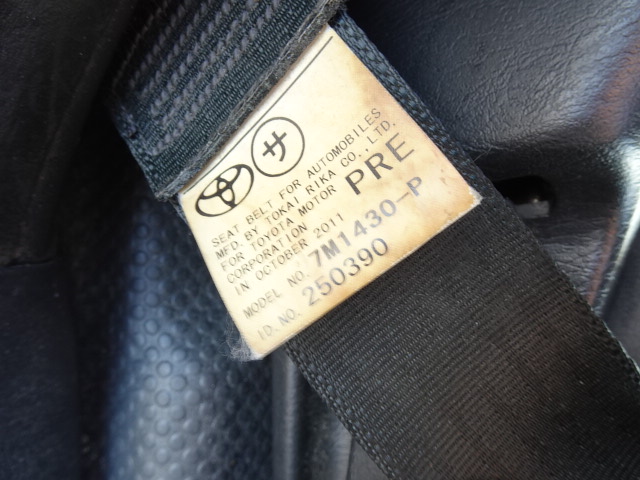 サ
SEAT BELT FOR AUTOMOBILES
MFD. BY TOKAI RIKA CO.,LTD.
FOR TOYOTA MOTOR PRE
CORPORATION
IN OCTOBER 2011
MODEL NO. 7M1430-P
ID.NO. 250390